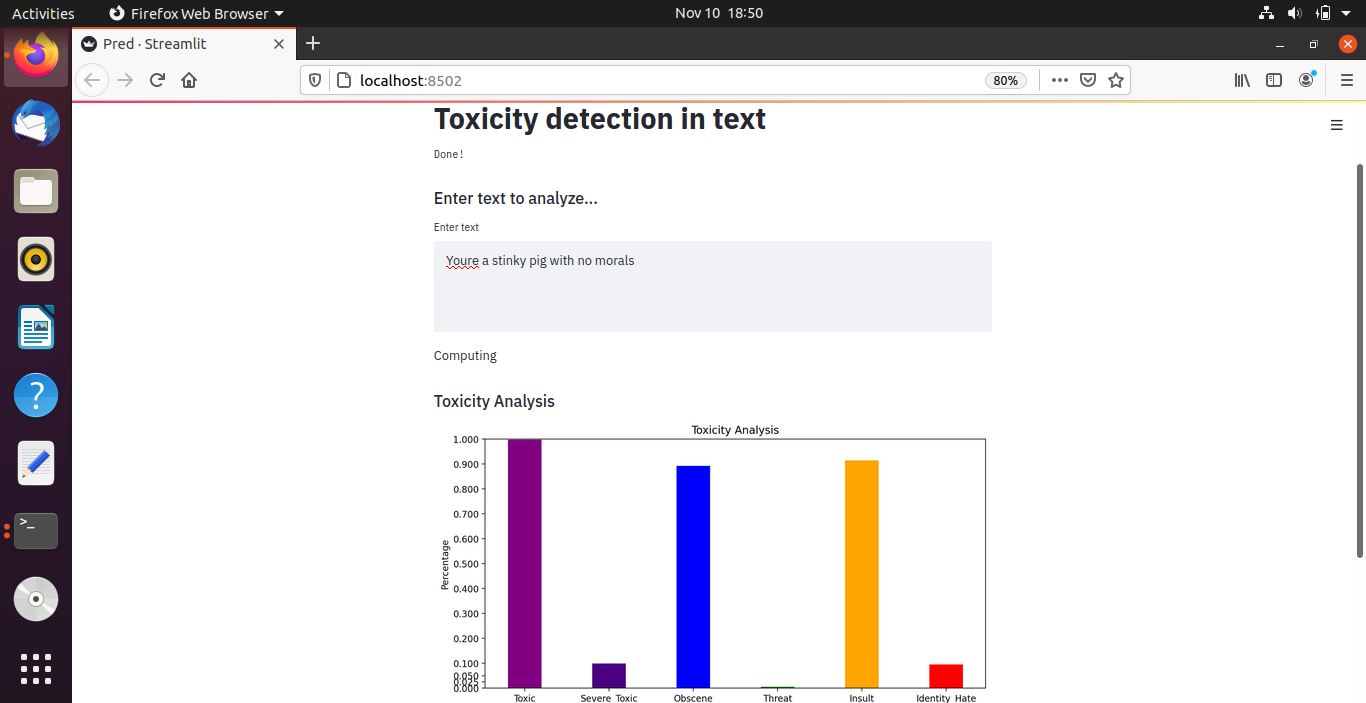 Activities
Firefox Web Browser
Nov 10 18:50
Pred · Streamlit
localhost:8502
80%
Toxicity detection in text
Done!
Enter text to analyze...
Enter text
Youre a stinky pig with no morals
Computing
Toxicity Analysis
Toxicity Analysis
Percentage
1.000
0.900
0.800
0.700
0.600
0.500
0.400
0.300
0.200
0.100
0.050
0.025
0.000
Toxic
Severe Toxic
Obscene
Threat
Insult
Identity Hate